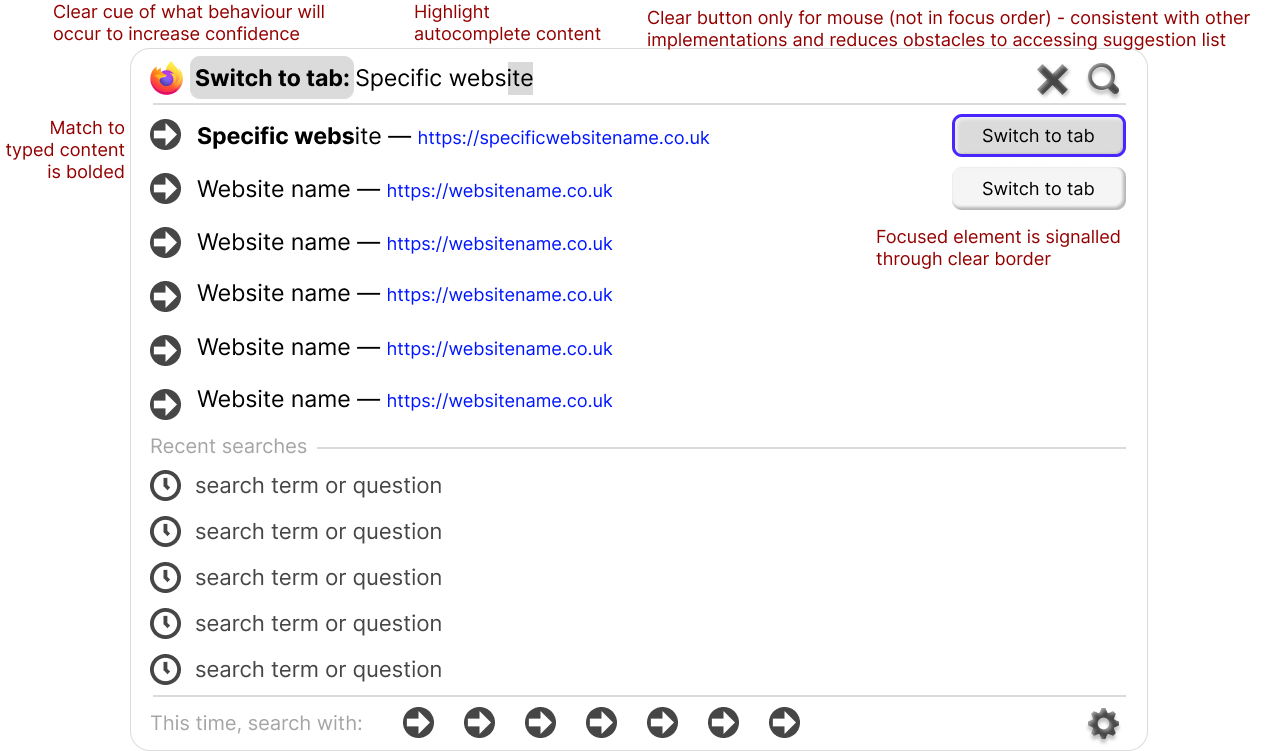 Clear cue of what behaviour will
occur to increase confidence
Highlight
autocomplete content
Clear button only for mouse (not in focus order) - consistent with other
implementations and reduces obstacles to accessing suggestion list
Switch to tab: Specific website
Match to
typed content
is bolded
Specific website — https://specificwebsitename.co.uk
Switch to tab
Website name — https://websitename.co.uk
Switch to tab
Focused element is signalled
through clear border
Website name — https://websitename.co.uk
Website name — https://websitename.co.uk
Website name — https://websitename.co.uk
Website name — https://websitename.co.uk
Recent searches
search term or question
search term or question
search term or question
search term or question
search term or question
This time, search with: